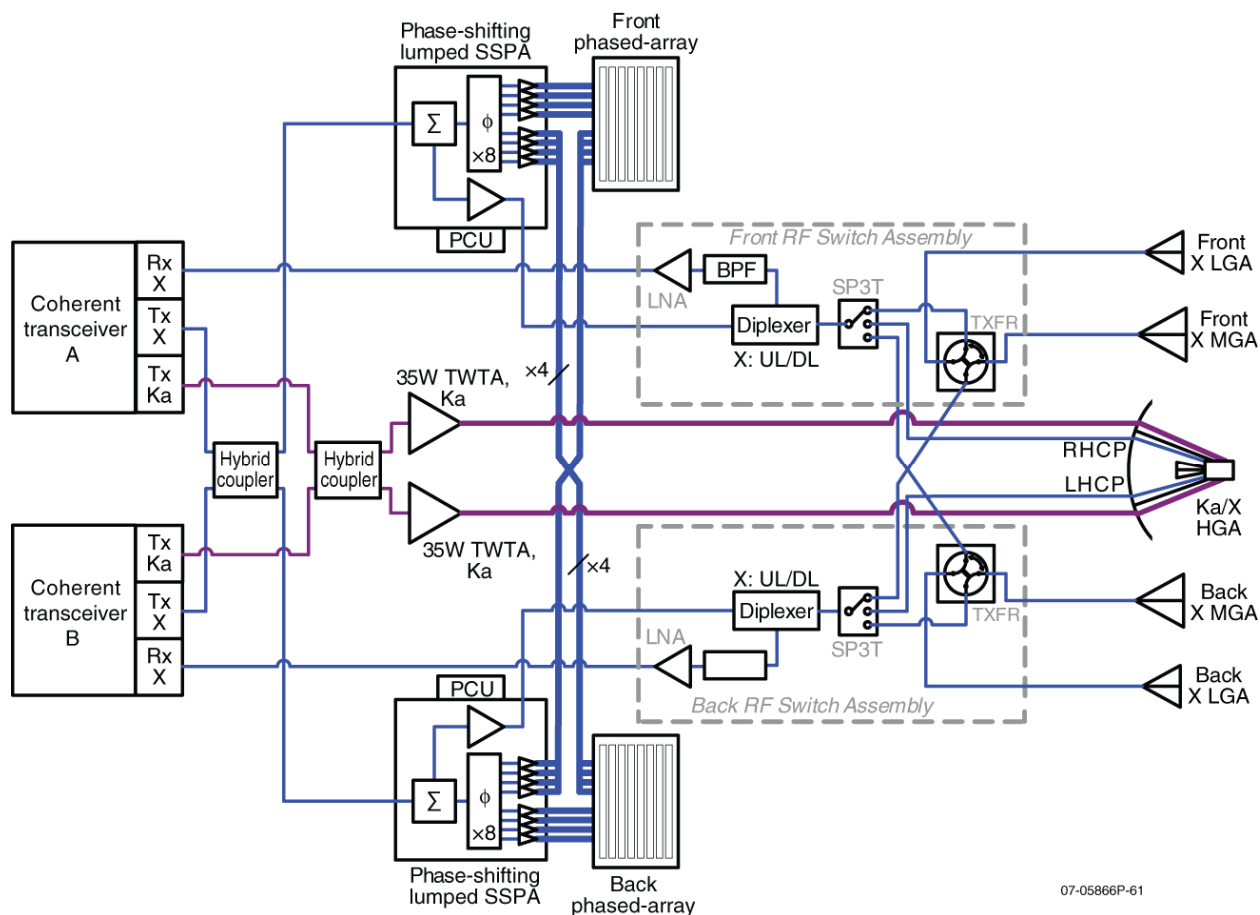 Phase-shifting
lumped SSPA
Front
phased-array
Σ
ϕ
×8
PCU
Front RF Switch Assembly
Rx
X
Coherent
transceiver
A
Tx
X
Tx
Ka
LNA
BPF
Diplexer
X: UL/DL
SP3T
TXFR
Front
X LGA
Front
X MGA
×4
35W TWTA,
Ka
Hybrid
coupler
Hybrid
coupler
RHCP
LHCP
Ka/X
HGA
35W TWTA,
Ka
×4
Coherent
transceiver
B
Tx
Ka
Tx
X
Rx
X
X: UL/DL
Diplexer
LNA
SP3T
TXFR
Back
X MGA
Back
X LGA
Back RF Switch Assembly
PCU
Σ
ϕ
×8
Phase-shifting
lumped SSPA
Back
phased-array
07-05866P-61